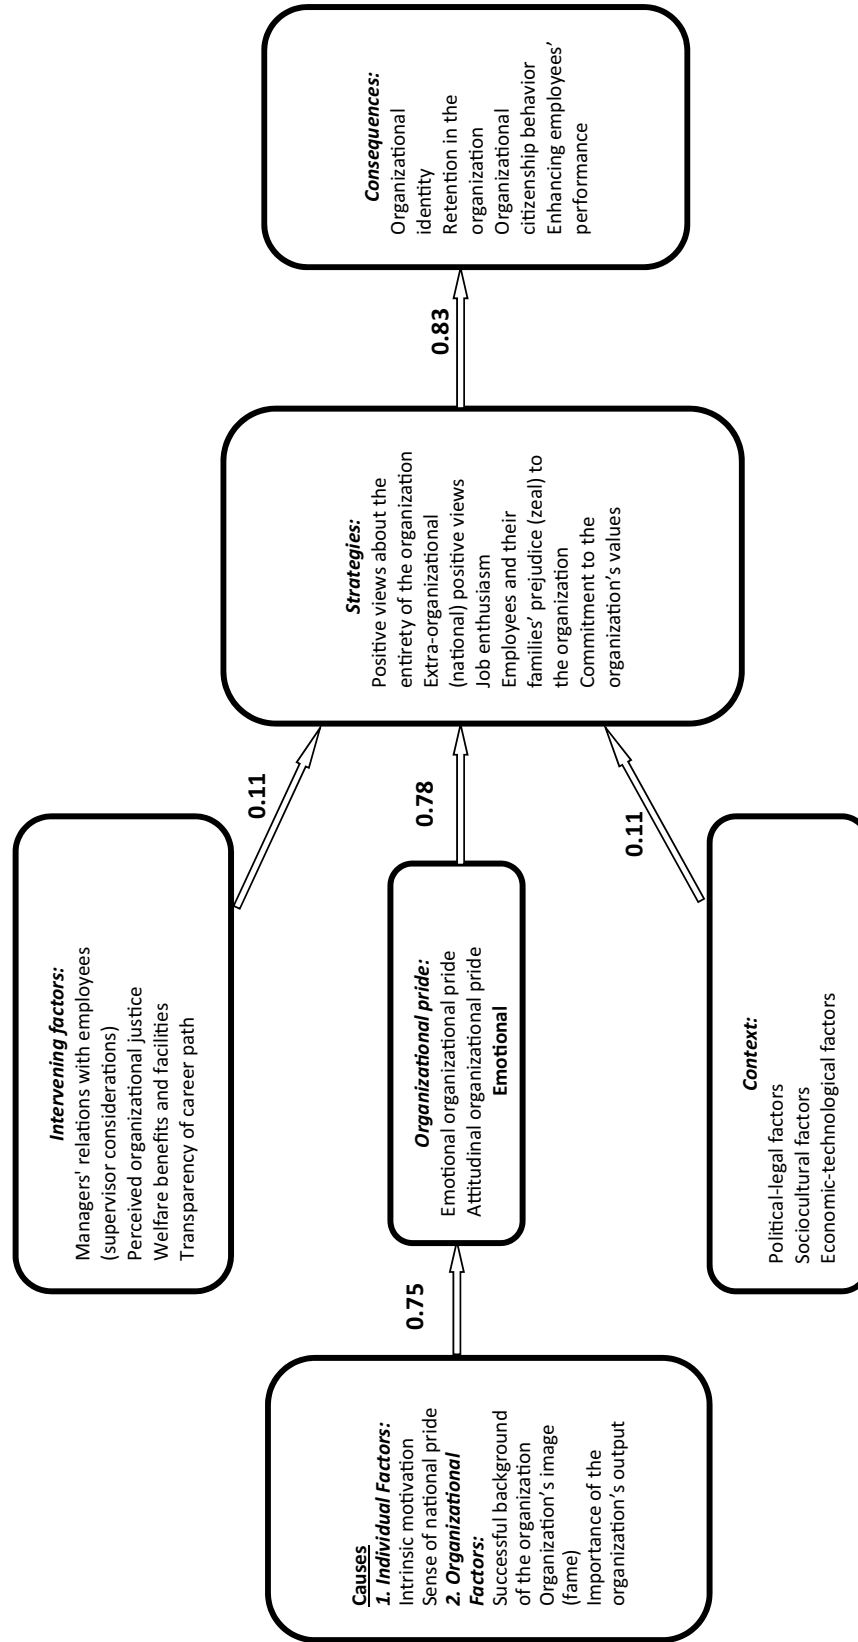 Causes
1. Individual Factors:
Intrinsic motivation
Sense of national pride
2. Organizational
Factors:
Successful background
of the organization
Organization’s image
(fame)
Importance of the
organization’s output
0.75
Intervening factors:
Managers' relations with employees
(supervisor considerations)
Perceived organizational justice
Welfare benefits and facilities
Transparency of career path
0.11
Organizational pride:
Emotional organizational pride
Attitudinal organizational pride
Emotional
0.78
Context:
Political-legal factors
Sociocultural factors
Economic-technological factors
0.11
Strategies:
Positive views about the
entirety of the organization
Extra-organizational
(national) positive views
Job enthusiasm
Employees and their
families’ prejudice (zeal) to
the organization
Commitment to the
organization’s values
0.83
Consequences:
Organizational
identity
Retention in the
organization
Organizational
citizenship behavior
Enhancing employees’
performance